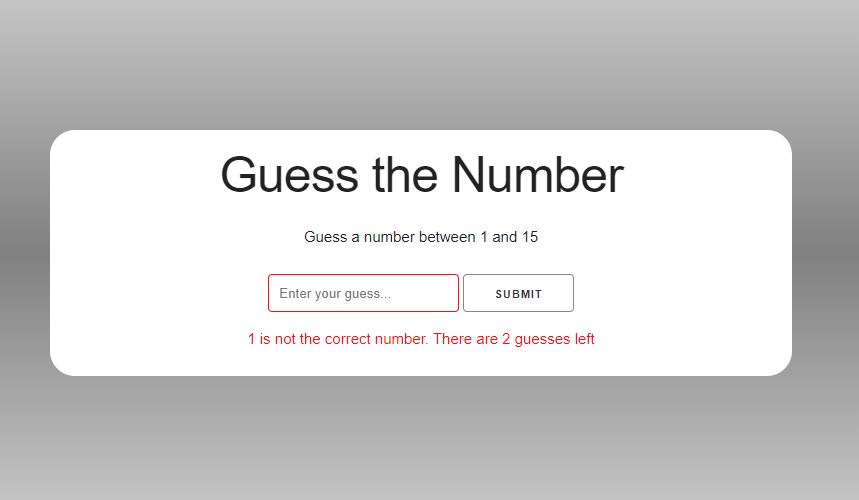 Guess the Number
Guess a number between 1 and 15
Enter your guess... SUBMIT
1 is not the correct number. There are 2 guesses left